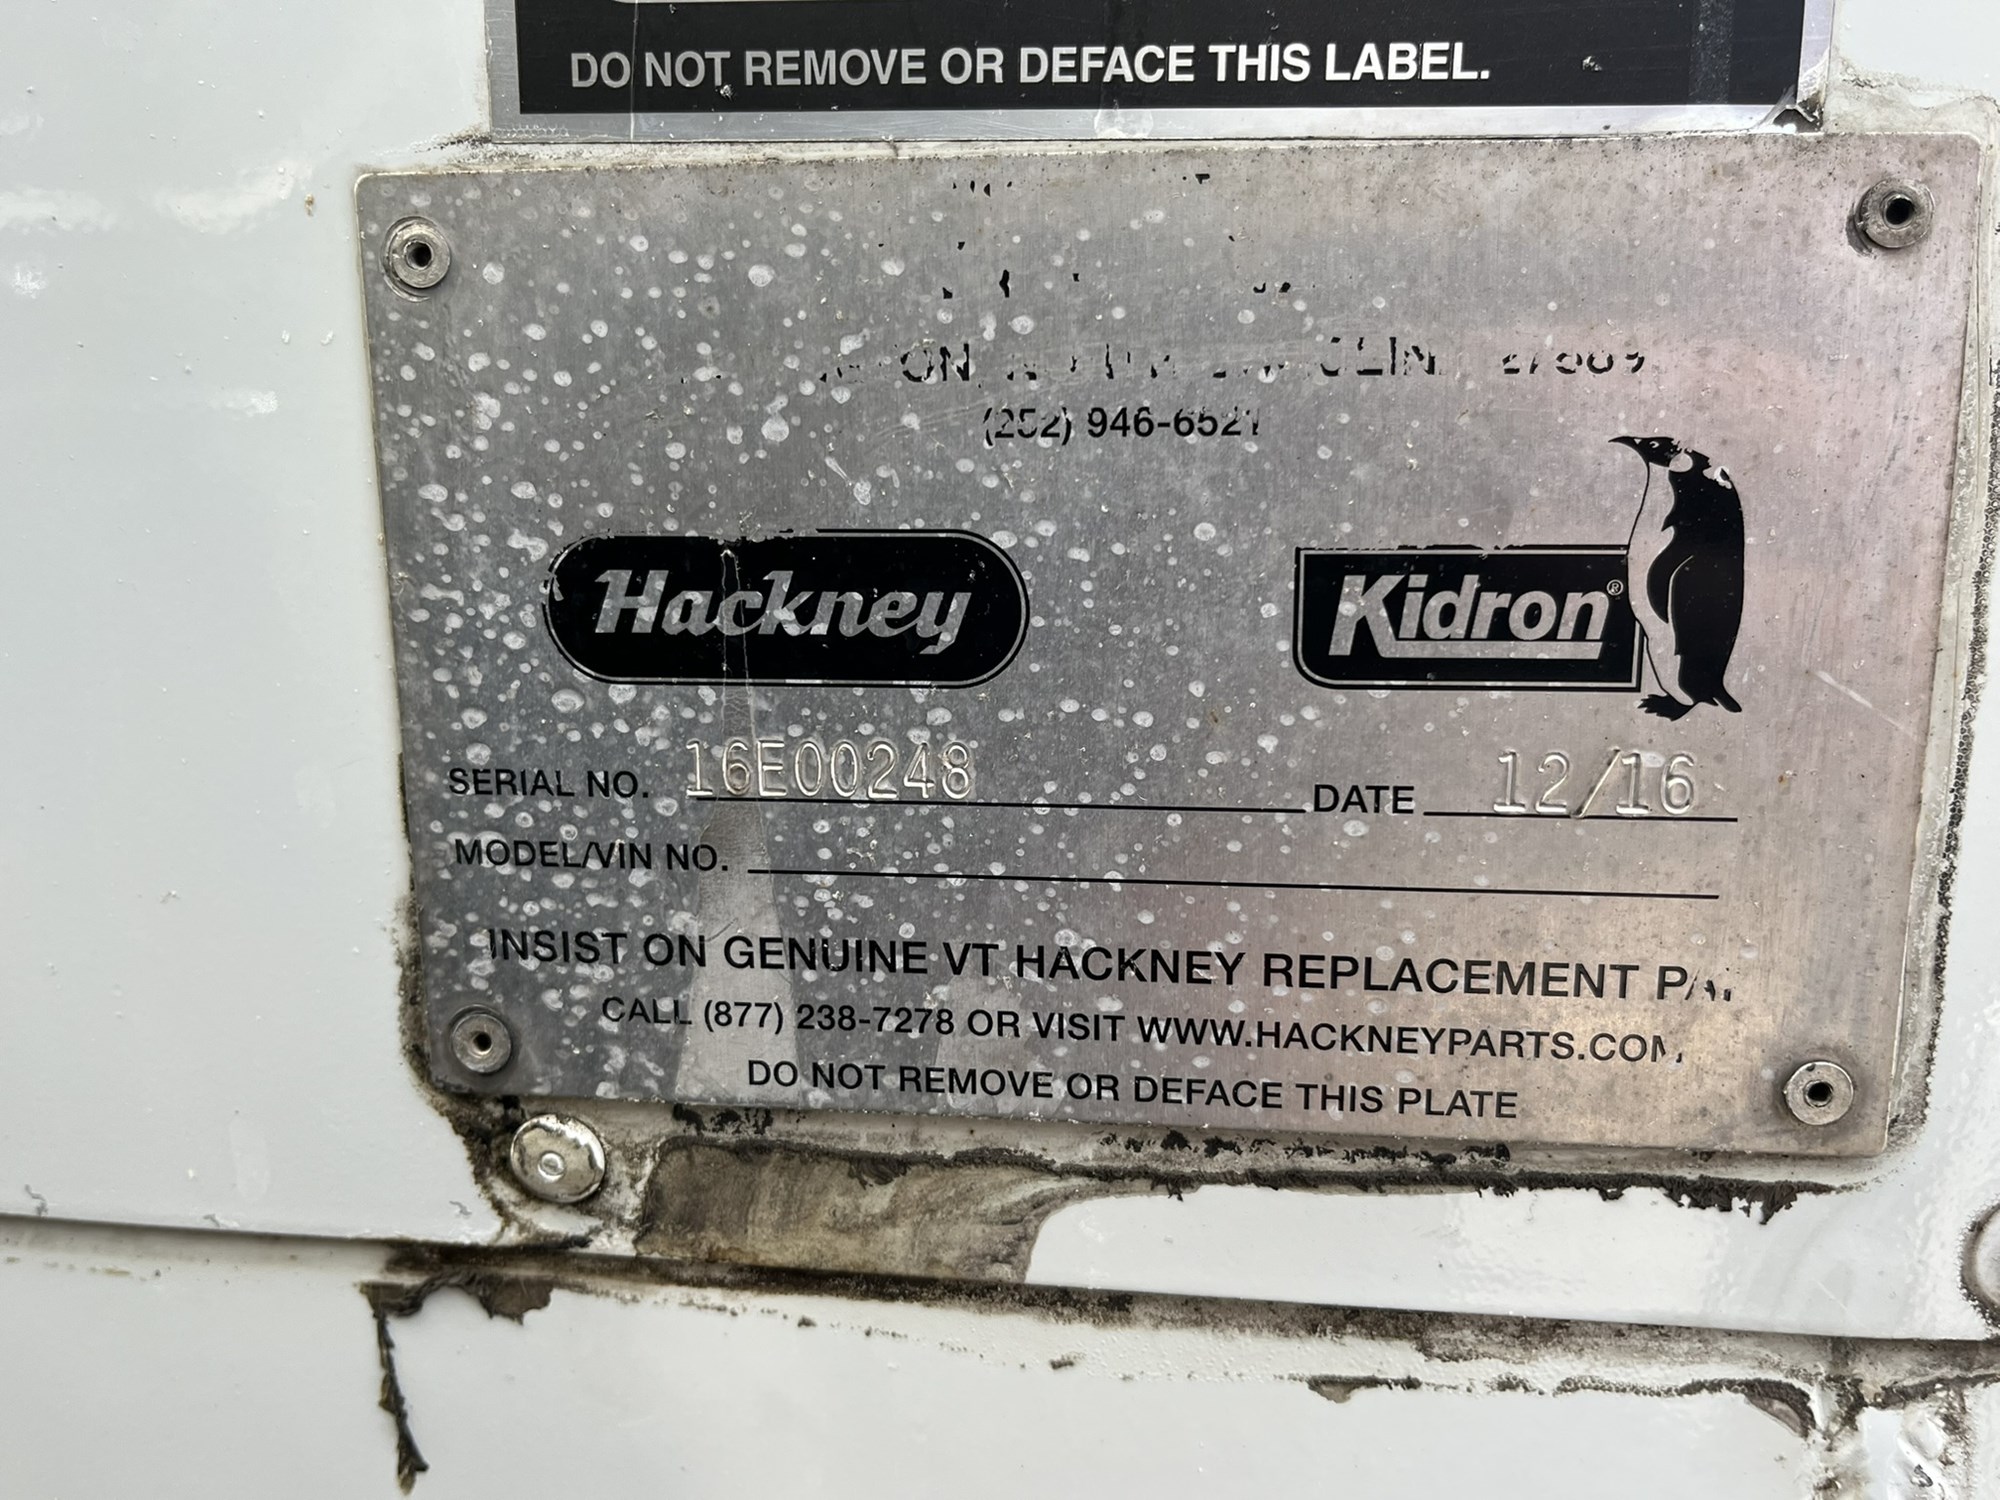 DO NOT REMOVE OR DEFACE THIS LABEL.
(252) 946-6521
Hackney
Kidron®
SERIAL NO. 16E00248 DATE 12/16
MODEL/VIN NO.
INSIST ON GENUINE VT HACKNEY REPLACEMENT
CALL (877) 238-7278 OR VISIT WWW.HACKNEYPARTS.COM
DO NOT REMOVE OR DEFACE THIS PLATE